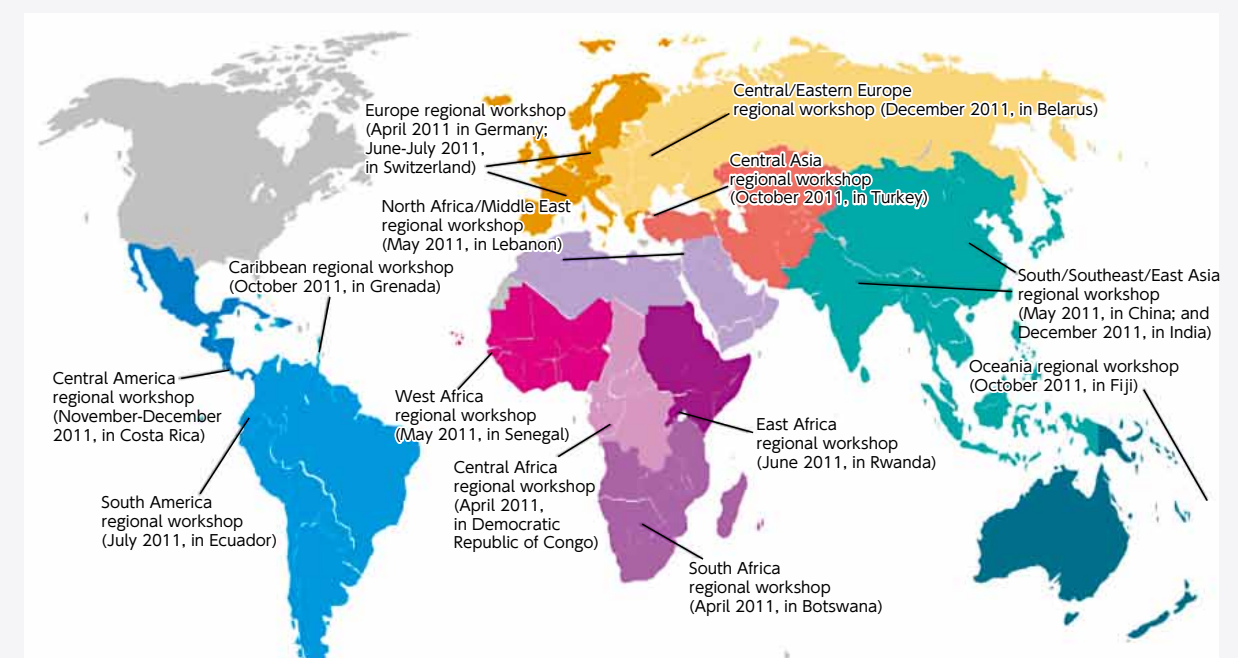 Central/Eastern Europe
regional workshop (December 2011, in Belarus)
Europe regional workshop
(April 2011 in Germany;
June-July 2011,
in Switzerland)
Central Asia
regional workshop
(October 2011, in Turkey)
North Africa/Middle East
regional workshop
(May 2011, in Lebanon)
Caribbean regional workshop
(October 2011, in Grenada)
South/Southeast/East Asia
regional workshop
(May 2011, in China; and
December 2011, in India)
Oceania regional workshop
(October 2011, in Fiji)
Central America
regional workshop
(November-December
2011, in Costa Rica)
West Africa
regional workshop
(May 2011, in Senegal)
East Africa
regional workshop
(June 2011, in Rwanda)
Central Africa
regional workshop
(April 2011,
in Democratic
Republic of Congo)
South America
regional workshop
(July 2011, in Ecuador)
South Africa
regional workshop
(April 2011, in Botswana)